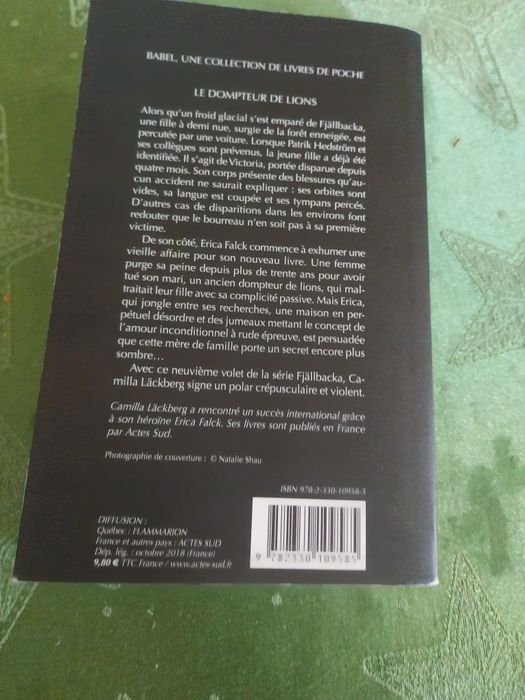 BABEL, UNE COLLECTION DE LIVRES DE POCHE
LE DOMPTEUR DE LIONS
Alors qu'un froid glacial s'est emparé de Fjällbacka,
une fille à demi nue, surgie de la forêt enneigée, est
percutée par une voiture. Lorsque Patrik Hedström et
ses collègues sont prévenus, la jeune fille a déjà été
identifiée. Il s'agit de Victoria, portée disparue depuis
quatre mois. Son corps présente des blessures qu'au-
cun accident ne saurait expliquer : ses orbites sont
vides, sa langue est coupée et ses tympans percés.
D'autres cas de disparitions dans les environs font
redouter que le bourreau n'en soit pas à sa première
victime.
De son côté, Erica Falck commence à exhumer une
vieille affaire pour son nouveau livre. Une femme
purge sa peine depuis plus de trente ans pour avoir
tué son mari, un ancien dompteur de lions, qui mal-
traitait leur fille avec sa complicité passive. Mais Erica,
qui jongle entre ses recherches, une maison en per-
pétuel désordre et des jumeaux mettant le concept de
l'amour inconditionnel à rude épreuve, est persuadée
que cette mère de famille porte un secret encore plus
sombre…
Avec ce neuvième volet de la série Fjällbacka, Ca-
milla Läckberg signe un polar crépusculaire et violent.
Camilla Läckberg a rencontré un succès international grâce
à son héroïne Erica Falck. Ses livres sont publiés en France
par Actes Sud.
Photographie de couverture : © Natalie Shau
ISBN 978-2-330-10958-5
DIFFUSION :
Québec : FLAMMARION
France et autres pays : ACTES SUD
Dép. lég. : octobre 2018 (France)
9,80 € TTC France / www.actes-sud.fr
9 782330 109585